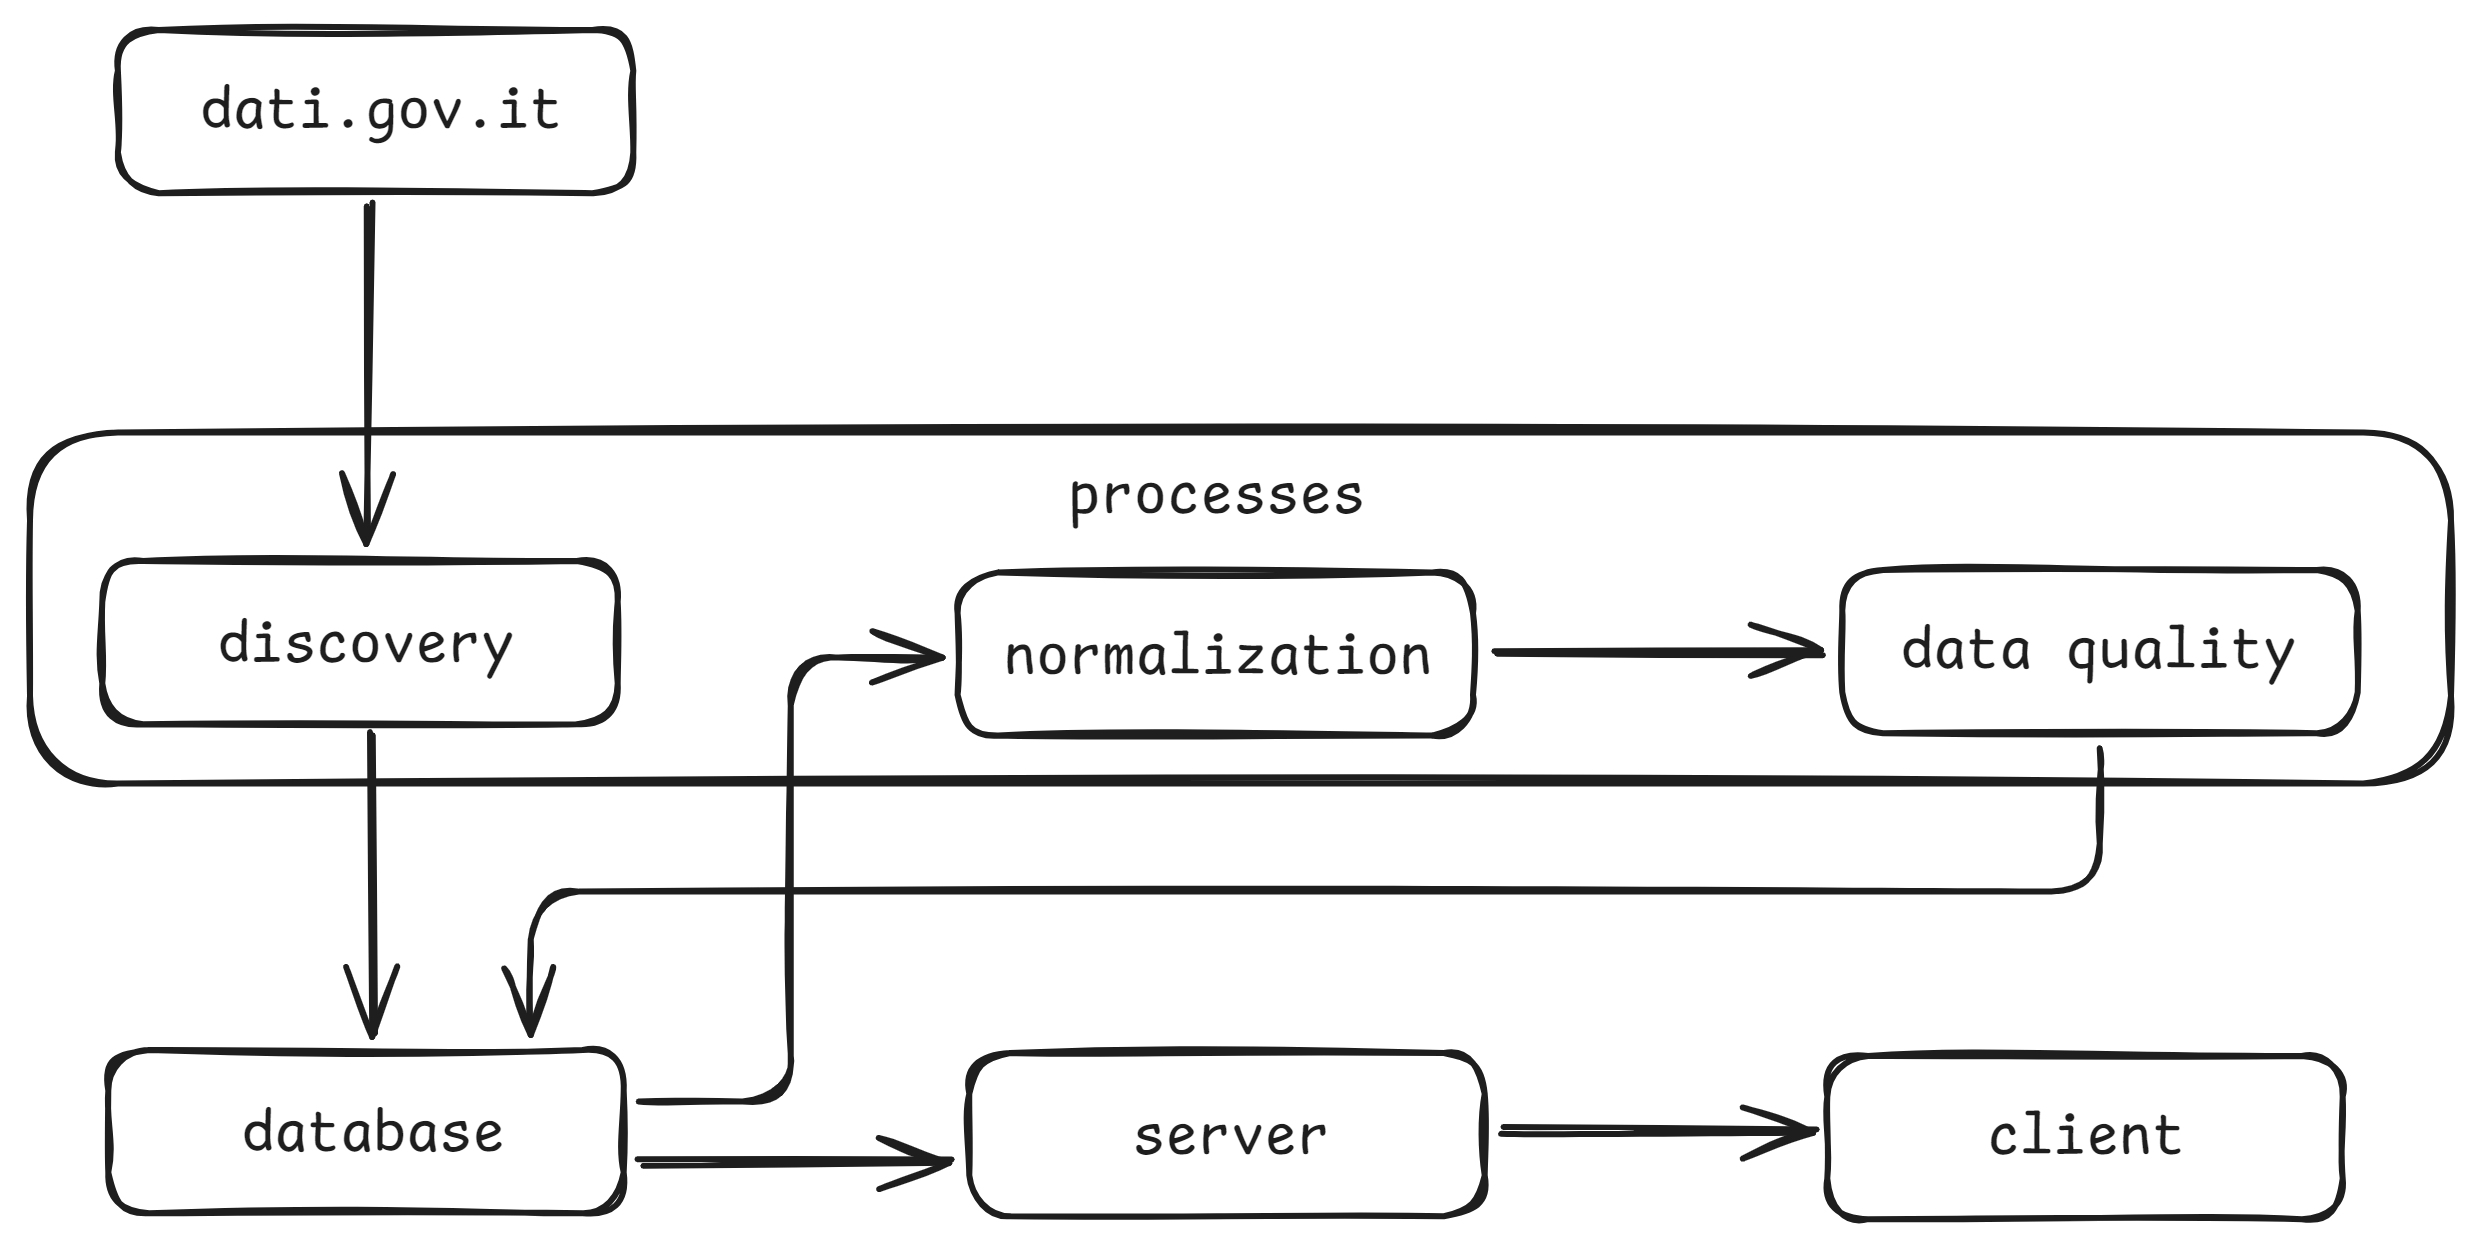 dati.gov.it
processes
discovery
normalization
data quality
database
server
client